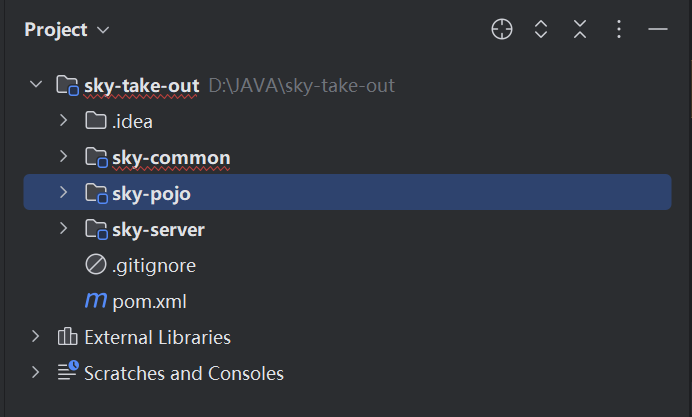 Project
sky-take-out D:\JAVA\sky-take-out
.idea
sky-common
sky-pojo
sky-server
.gitignore
m pom.xml
External Libraries
Scratches and Consoles